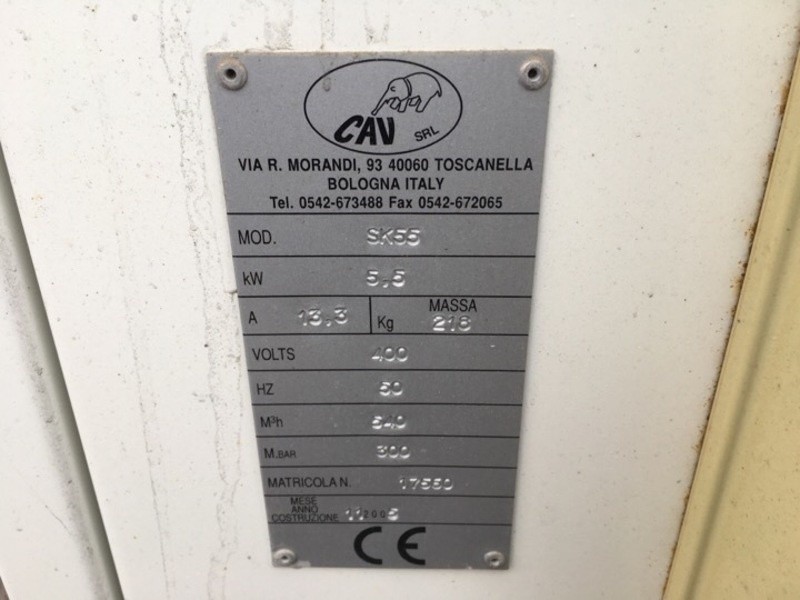 CAV SRL
VIA R. MORANDI, 93 40060 TOSCANELLA
BOLOGNA ITALY
Tel. 0542-673488 Fax 0542-672065
MOD. SK55
kW 5,5
A 13,3 Kg MASSA 218
VOLTS 400
HZ 50
M³h 540
M.BAR 300
MATRICOLA N. 17550
MESE
ANNO
COSTRUZIONE 11 2005
CE